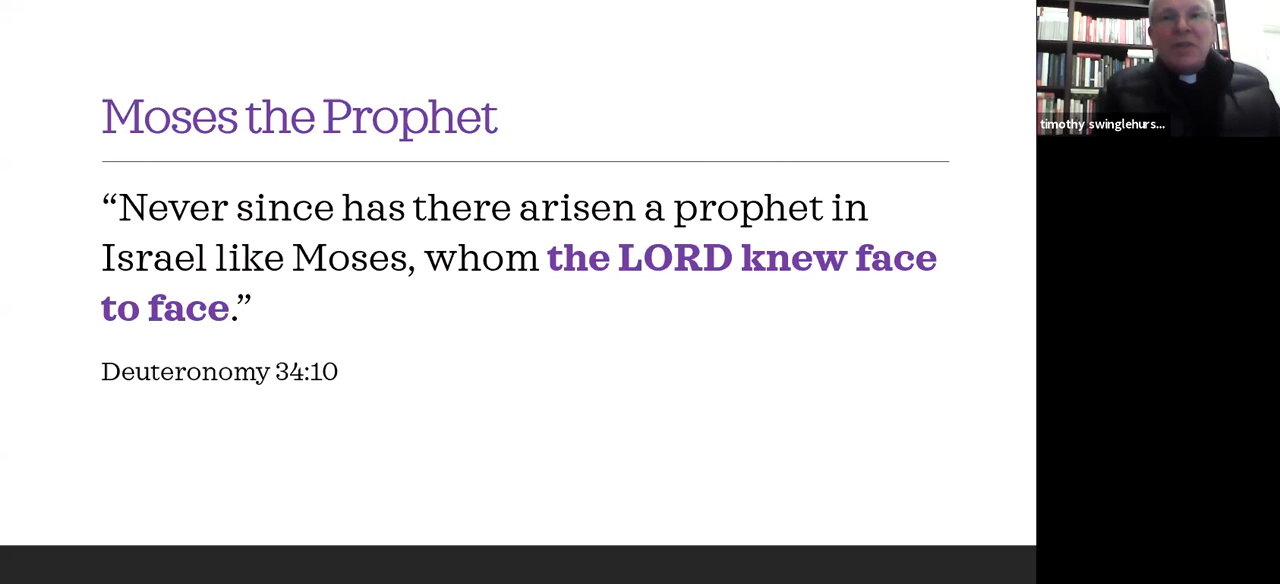 Moses the Prophet
“Never since has there arisen a prophet in
Israel like Moses, whom the LORD knew face
to face.”
Deuteronomy 34:10
timothy swinglehurs...